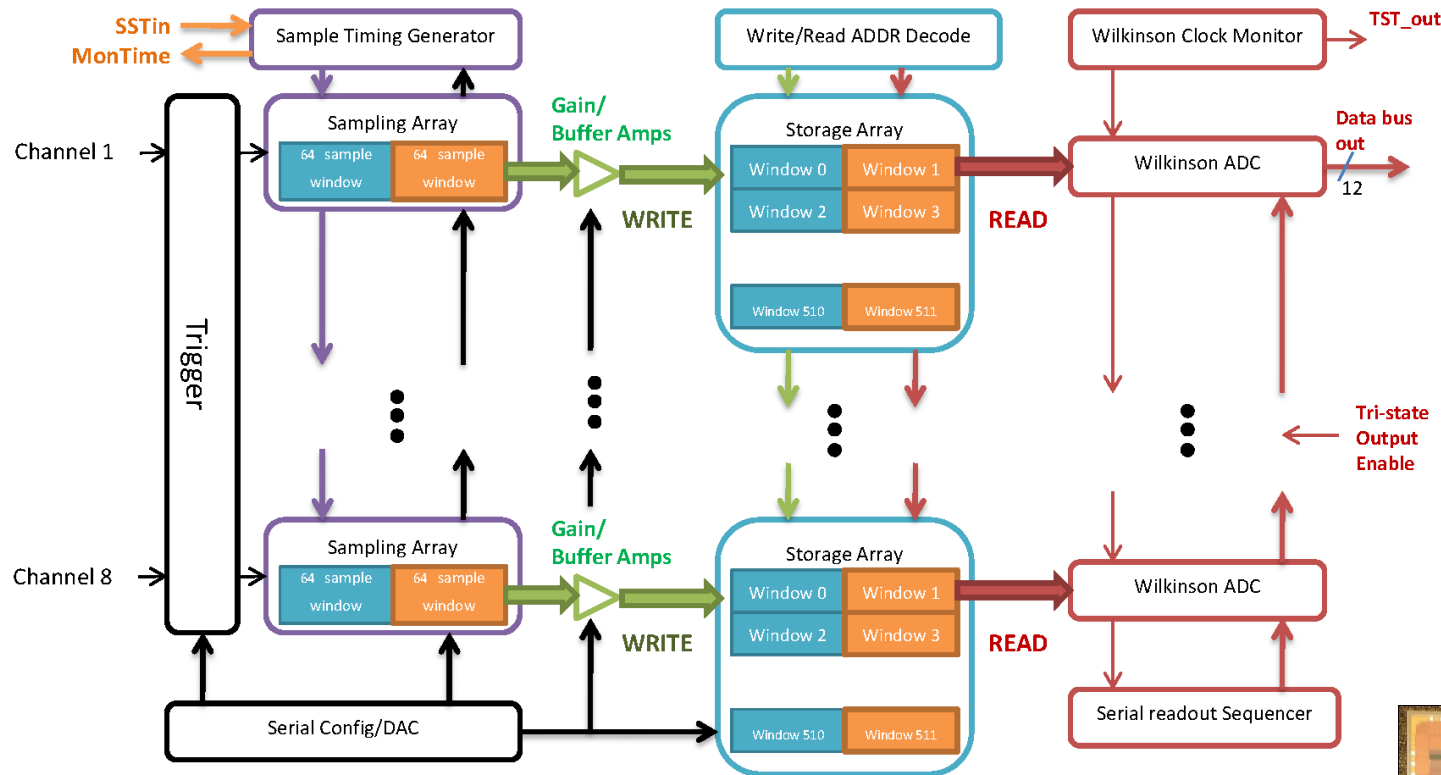 SSTin
MonTime
Sample Timing Generator
Write/Read ADDR Decode
Wilkinson Clock Monitor
TST_out
Channel 1
Trigger
Sampling Array
64 sample
window
64 sample
window
Gain/
Buffer Amps
WRITE
Storage Array
Window 0
Window 1
Window 2
Window 3
Window 510
Window 511
READ
Wilkinson ADC
Data bus
out
12
Tri-state
Output
Enable
Channel 8
Sampling Array
64 sample
window
64 sample
window
Gain/
Buffer Amps
WRITE
Storage Array
Window 0
Window 1
Window 2
Window 3
Window 510
Window 511
READ
Wilkinson ADC
Serial Config/DAC
Serial readout Sequencer